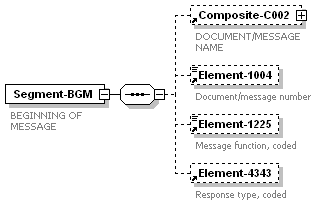 Composite-C002
DOCUMENT/MESSAGE
NAME
Element-1004
Document/message number
Segment-BGM
BEGINNING OF
MESSAGE
Element-1225
Message function, coded
Element-4343
Response type, coded